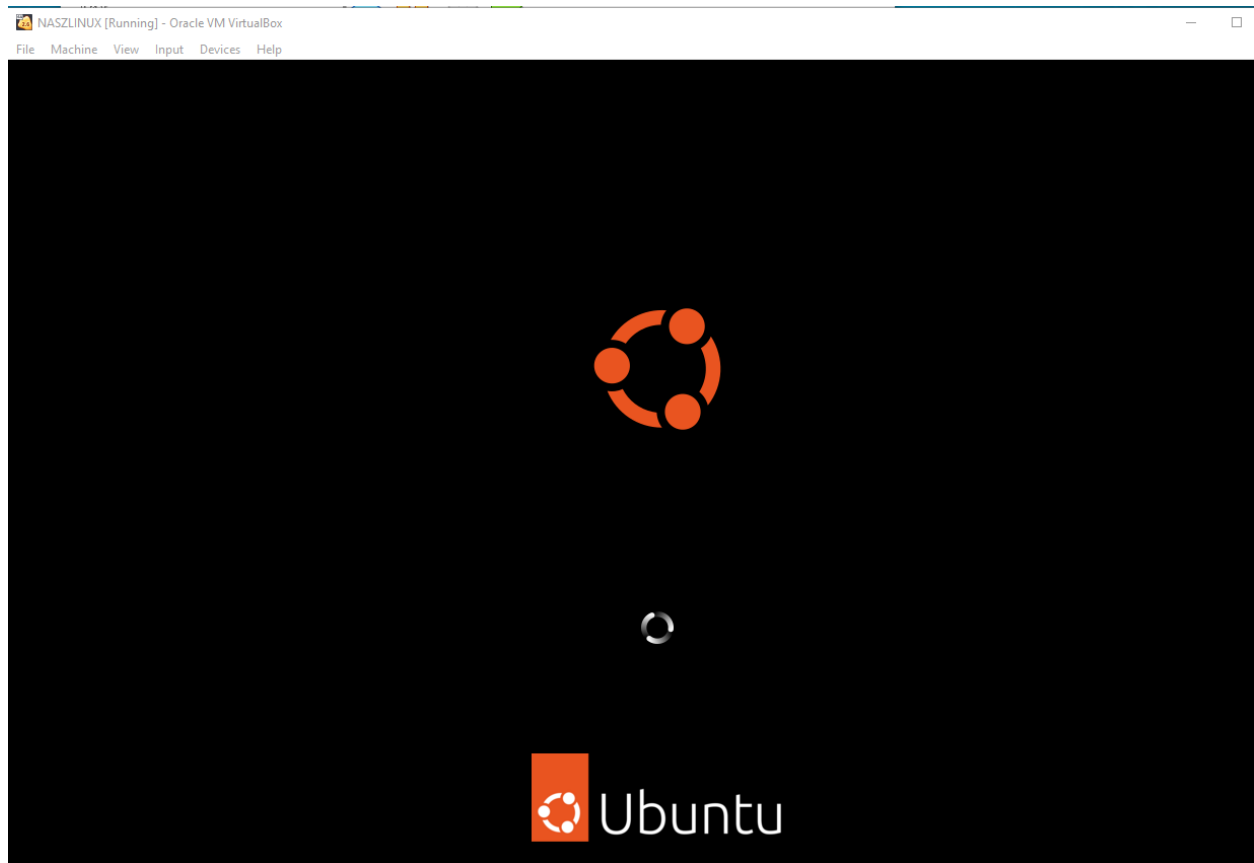 NASZLINUX [Running] - Oracle VM VirtualBox
File Machine View Input Devices Help
Ubuntu